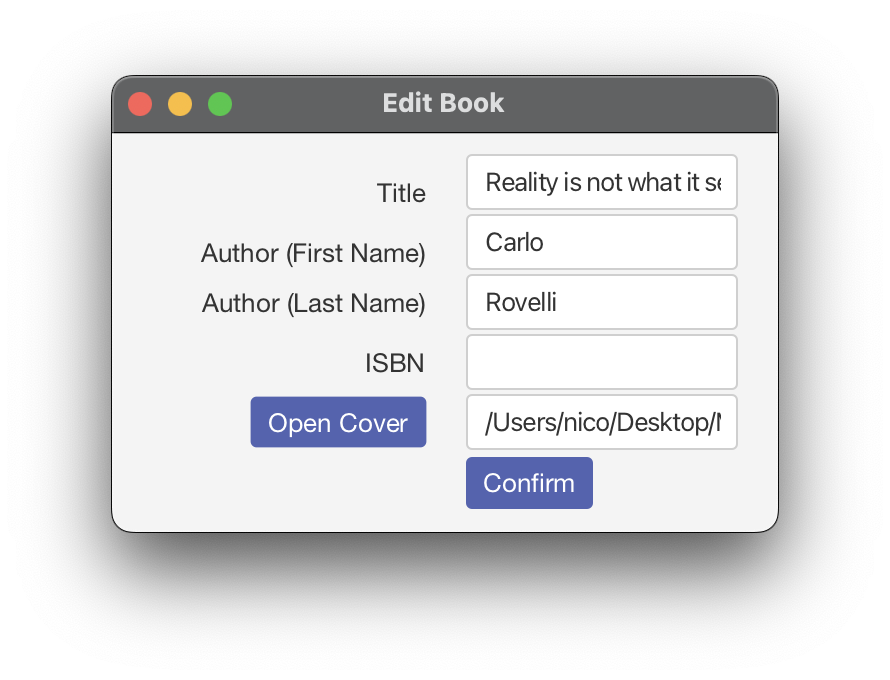 Edit Book
Title
Reality is not what it
Author (First Name)
Carlo
Author (Last Name)
Rovelli
ISBN
Open Cover
/Users/nico/Desktop/
Confirm